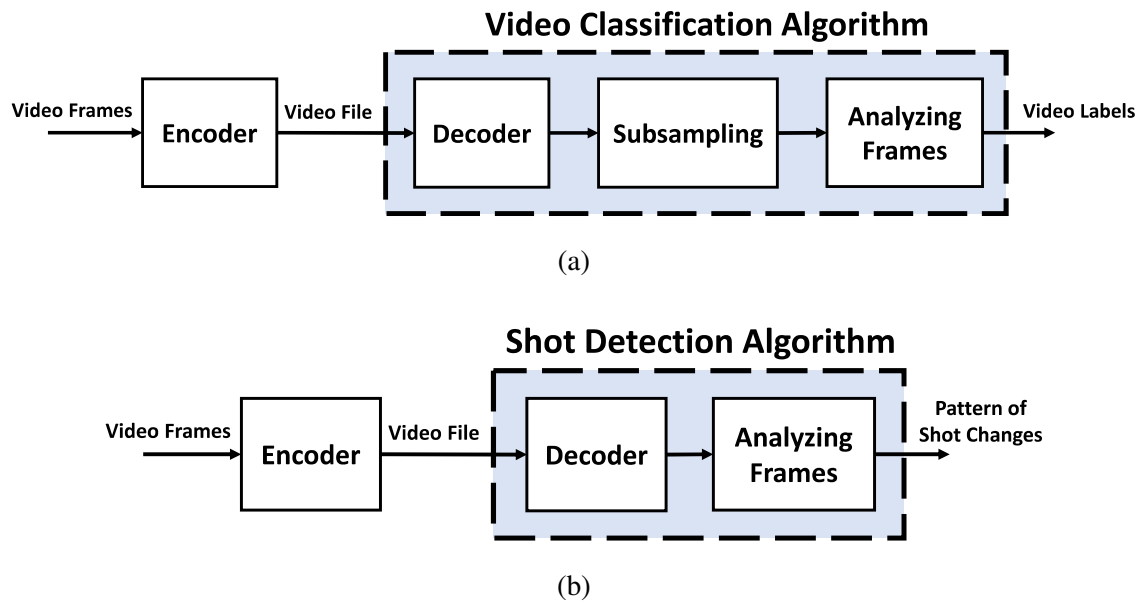 Video Classification Algorithm
Video Frames
Encoder
Video File
Decoder
Subsampling
Analyzing
Frames
Video Labels
(a)
Shot Detection Algorithm
Video Frames
Encoder
Video File
Decoder
Analyzing
Frames
Pattern of
Shot Changes
(b)